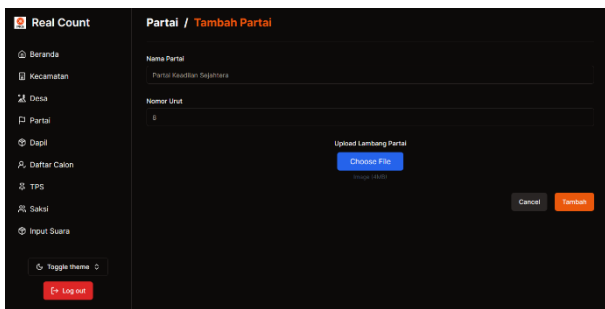 Real Count
Beranda
Kecamatan
Desa
Partai
Dapil
Daftar Calon
TPS
Saksi
Input Suara
Toggle theme
Log out
Partai / Tambah Partai
Nama Partai
Partai Keadilan Sejahtera
Nomor Urut
Upload Lambang Partai
Choose File
Cancel
Tambah